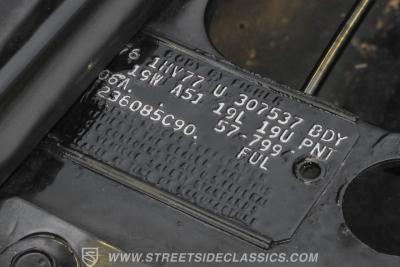 76 1HV77 U 307537 BDY
19W A51 19L 19U PNT
06A.
236085C90. 57-799.
FUL
WWW.STREETSIDECLASSICS.COM